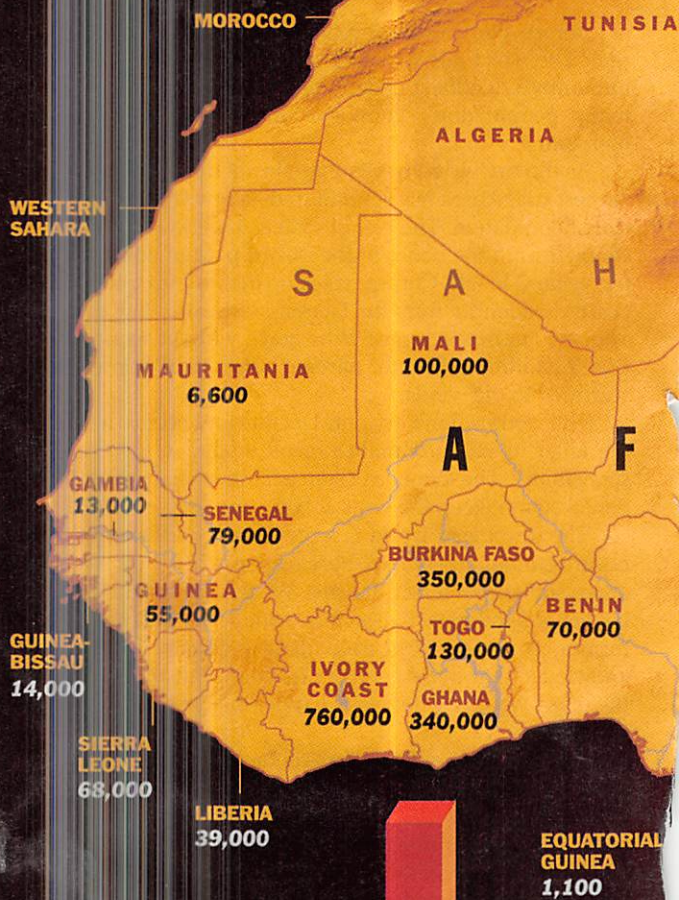 MOROCCO
TUNISIA
ALGERIA
WESTERN
SAHARA
S A H
MALI
100,000
MAURITANIA
6,600
A F
GAMBIA
13,000
SENEGAL
79,000
BURKINA FASO
350,000
GUINEA
55,000
BENIN
70,000
TOGO
130,000
GUINEA-
BISSAU
14,000
IVORY
COAST
760,000
GHANA
340,000
SIERRA
LEONE
68,000
LIBERIA
39,000
EQUATORIAL
GUINEA
1,100